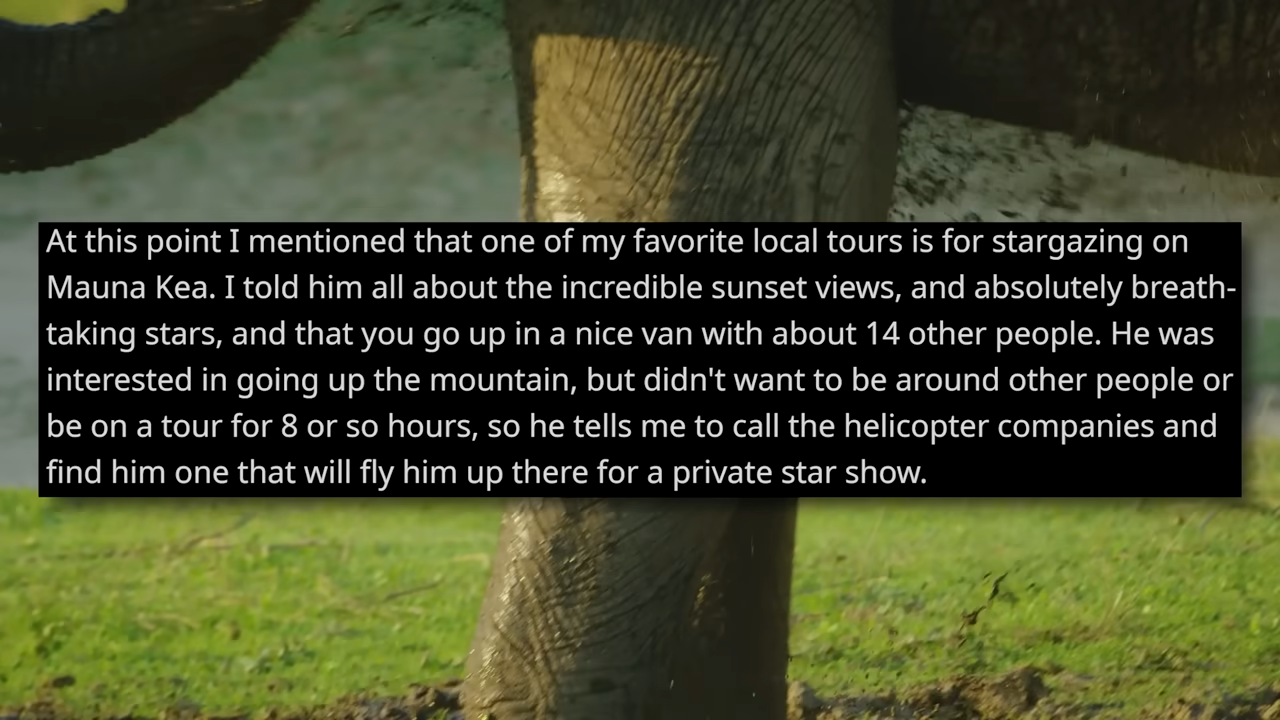 At this point I mentioned that one of my favorite local tours is for stargazing on
Mauna Kea. I told him all about the incredible sunset views, and absolutely breath-
taking stars, and that you go up in a nice van with about 14 other people. He was
interested in going up the mountain, but didn't want to be around other people or
be on a tour for 8 or so hours, so he tells me to call the helicopter companies and
find him one that will fly him up there for a private star show.